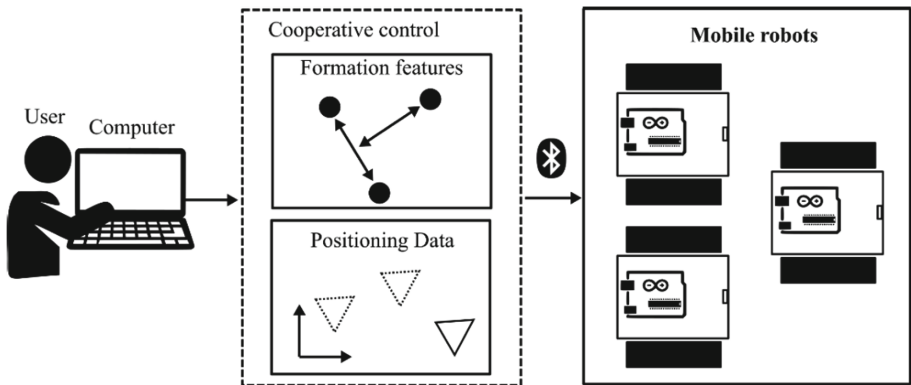 User
Computer
Cooperative control
Formation features
Positioning Data
Mobile robots